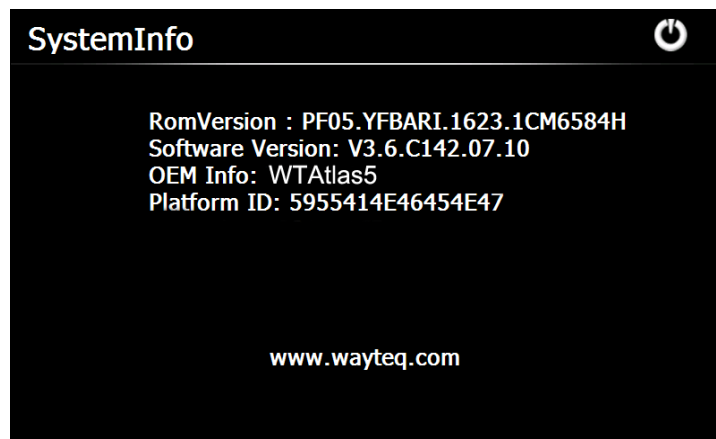 SystemInfo
RomVersion : PF05.YFBARI.1623.1CM6584H
Software Version: V3.6.C142.07.10
OEM Info: WTAtlas5
Platform ID: 5955414E46454E47
www.wayteq.com